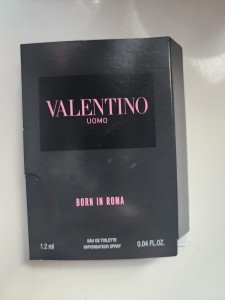 VALENTINO
UOMO
BORN IN ROMA
EAU DE TOILETTE
1.2 ml VAPORISATEUR SPRAY 0.04 FL.OZ.